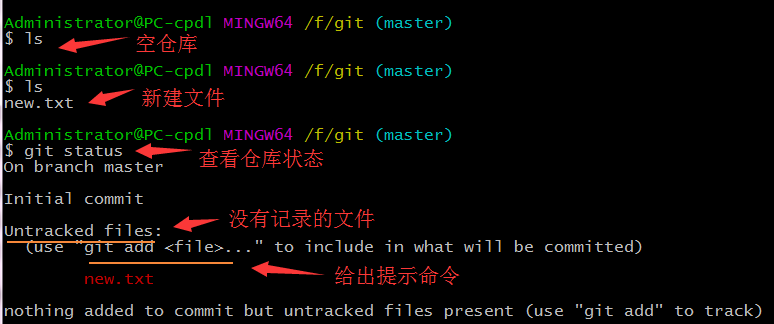 Administrator@PC-cpdl MINGW64 /f/git (master)
$ ls
空仓库
Administrator@PC-cpdl MINGW64 /f/git (master)
$ ls
new.txt
新建文件
Administrator@PC-cpdl MINGW64 /f/git (master)
$ git status
查看仓库状态
On branch master
Initial commit
Untracked files:
没有记录的文件
(use "git add <file>..." to include in what will be committed)
new.txt
给出提示命令
nothing added to commit but untracked files present (use "git add" to track)